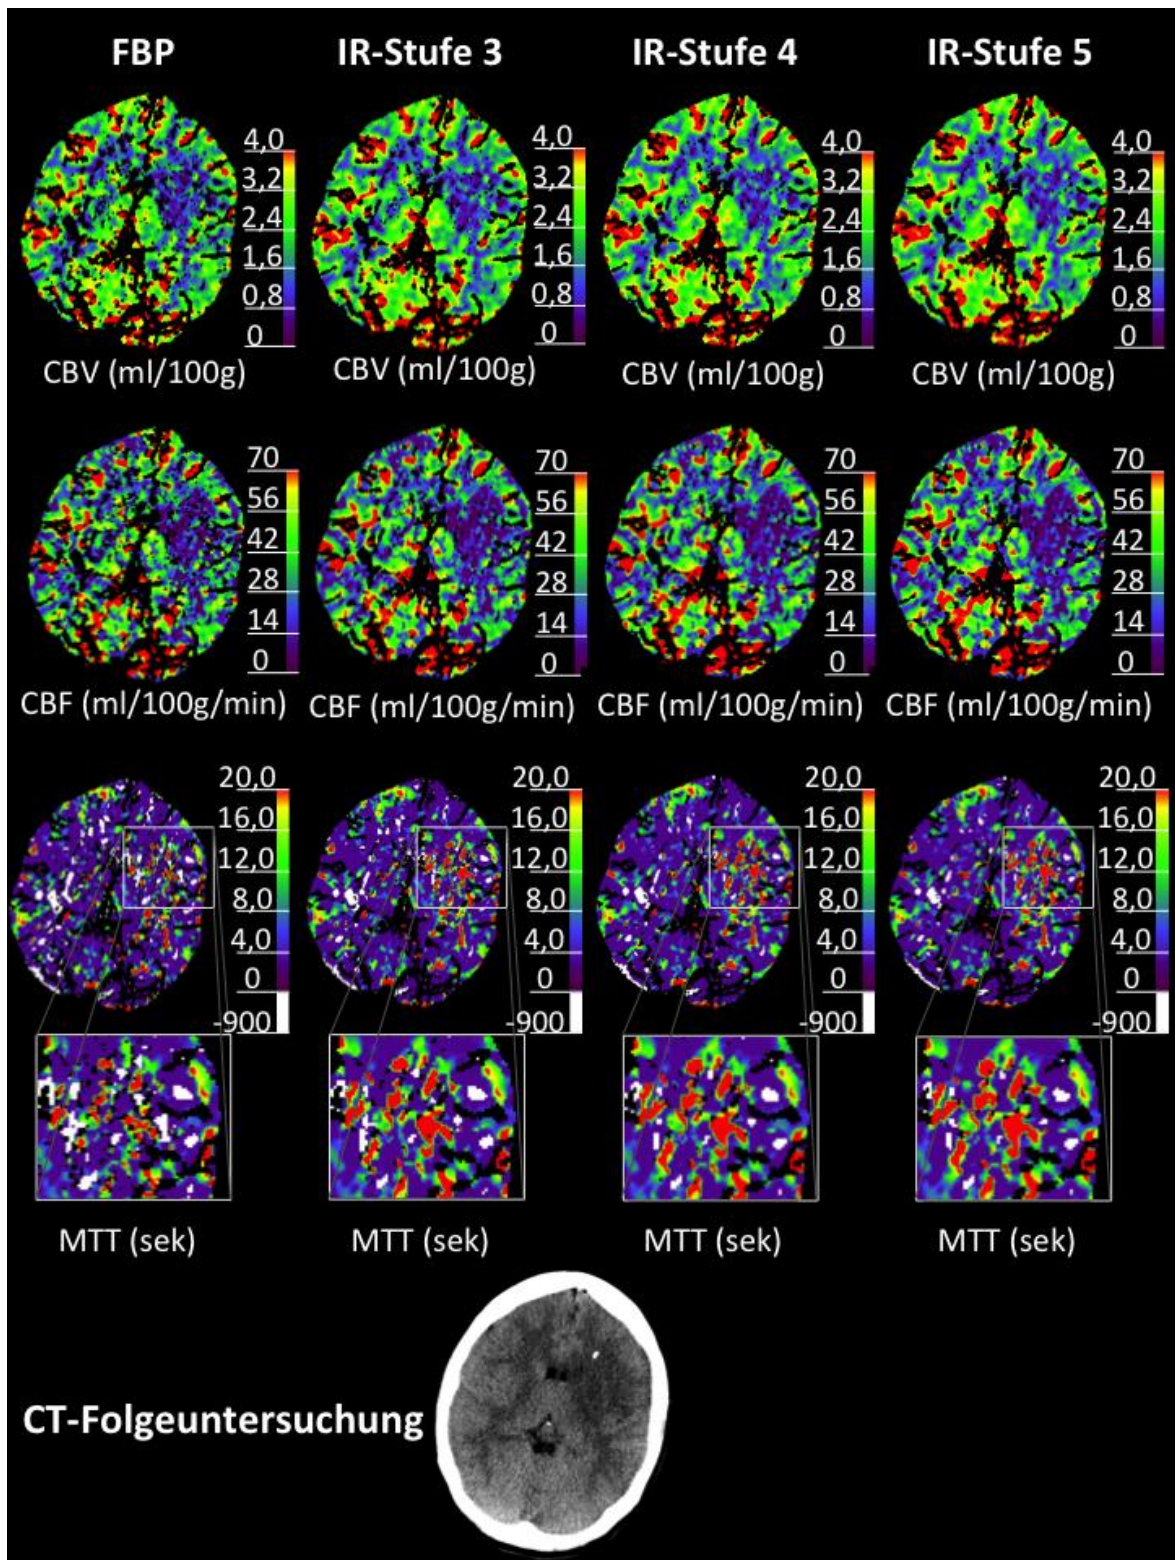 FBP IR-Stufe 3 IR-Stufe 4 IR-Stufe 5
4,0 4,0 4,0 4,0
3,2 3,2 3,2 3,2
2,4 2,4 2,4 2,4
1,6 1,6 1,6 1,6
0,8 0,8 0,8 0,8
0 0 0 0
CBV (ml/100g) CBV (ml/100g) CBV (ml/100g) CBV (ml/100g)
70 70 70 70
56 56 56 56
42 42 42 42
28 28 28 28
14 14 14 14
0 0 0 0
CBF (ml/100g/min) CBF (ml/100g/min) CBF (ml/100g/min) CBF (ml/100g/min)
20,0 20,0 20,0 20,0
16,0 16,0 16,0 16,0
12,0 12,0 12,0 12,0
8,0 8,0 8,0 8,0
4,0 4,0 4,0 4,0
0 0 0 0
-900 -900 -900 -900
MTT (sek) MTT (sek) MTT (sek) MTT (sek)
CT-Folgeuntersuchung